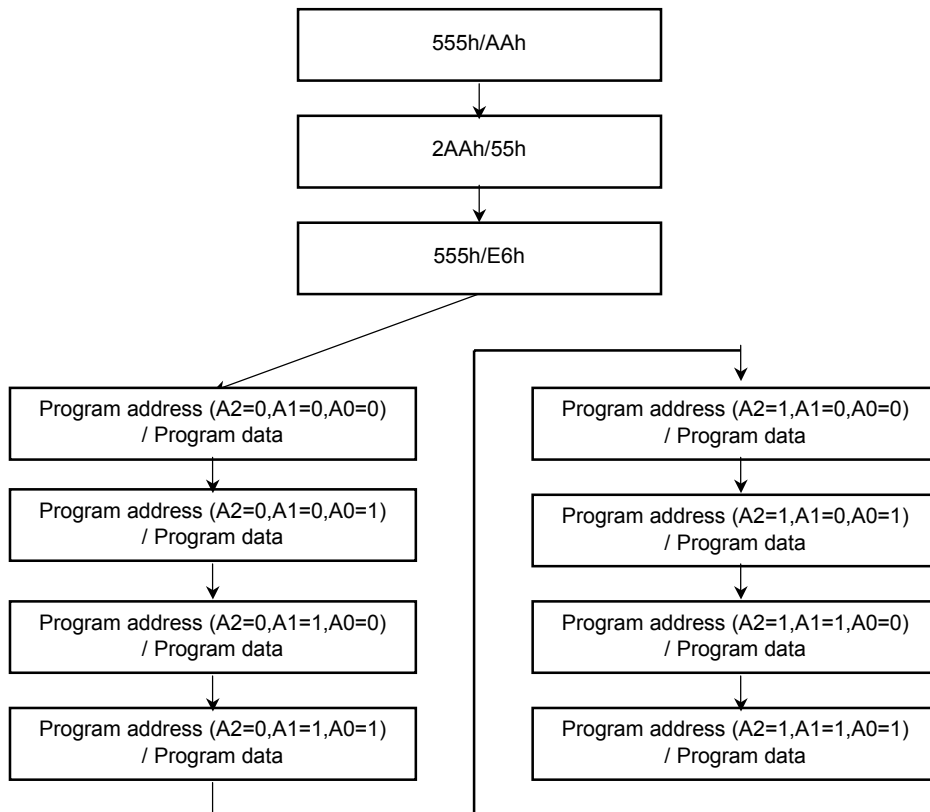 555h/AAh
2AAh/55h
555h/E6h
Program address (A2=0,A1=0,A0=0)
/ Program data
Program address (A2=0,A1=0,A0=1)
/ Program data
Program address (A2=0,A1=1,A0=0)
/ Program data
Program address (A2=0,A1=1,A0=1)
/ Program data
Program address (A2=1,A1=0,A0=0)
/ Program data
Program address (A2=1,A1=0,A0=1)
/ Program data
Program address (A2=1,A1=1,A0=0)
/ Program data
Program address (A2=1,A1=1,A0=1)
/ Program data